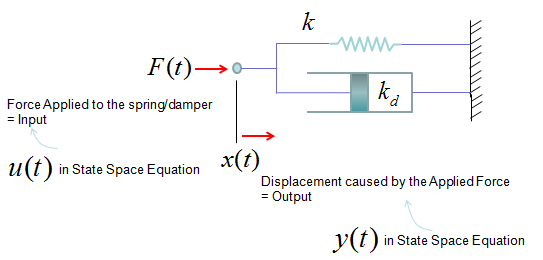 k
F(t)
k_d
Force Applied to the spring/damper
= Input
u(t) in State Space Equation
x(t)
Displacement caused by the Applied Force
= Output
y(t) in State Space Equation